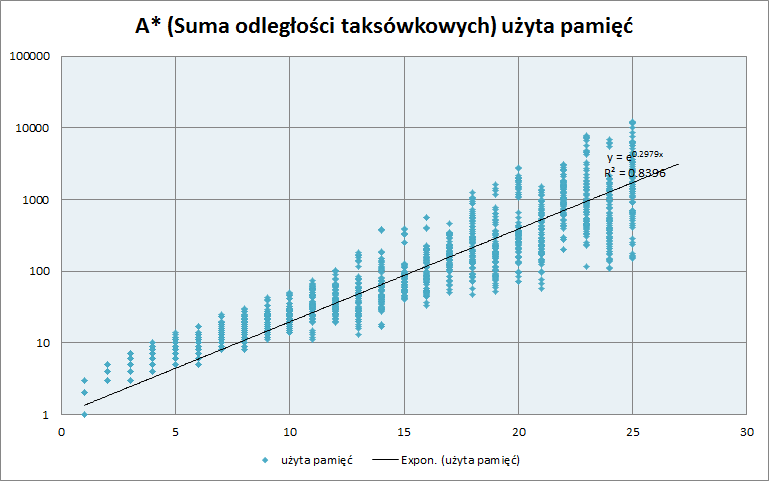 A* (Suma odległości taksówkowych) użyta pamięć
100000
10000
1000
100
10
1
y = e^0.2979x
R² = 0.8396
0 5 10 15 20 25 30
użyta pamięć Expon. (użyta pamięć)